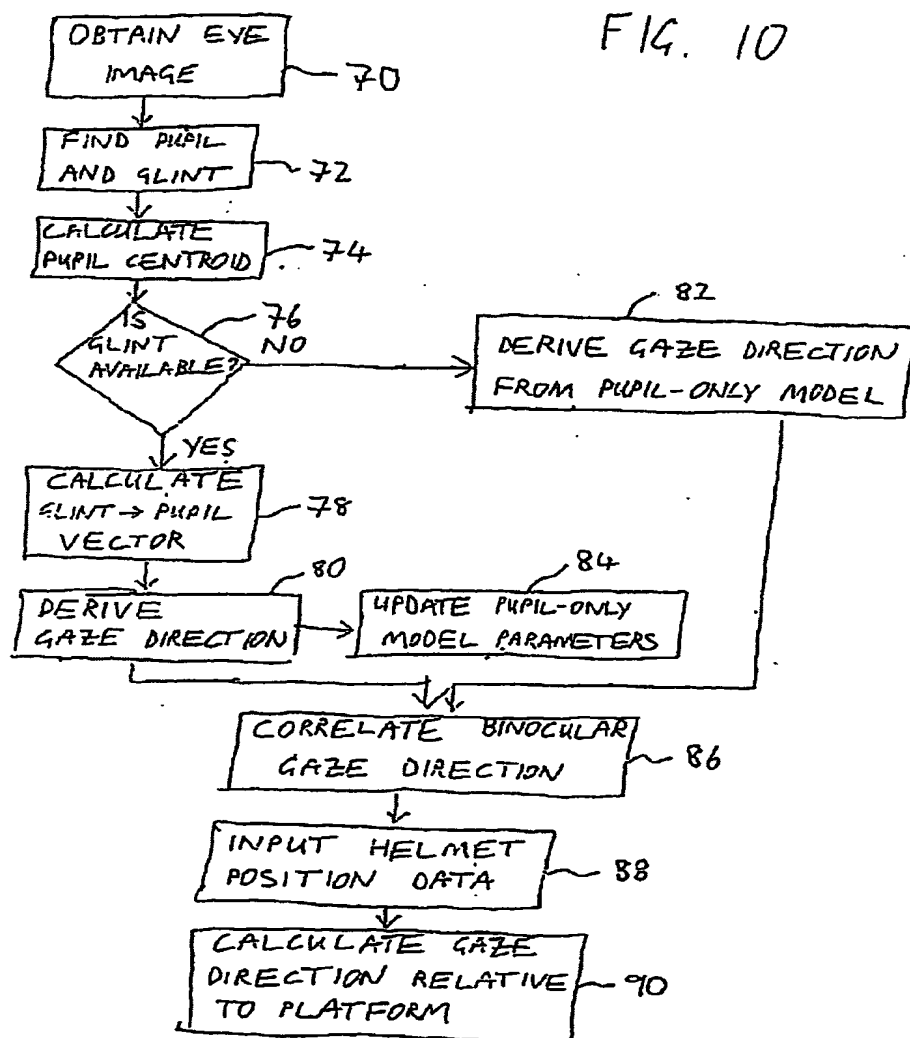 FIG. 10
OBTAIN EYE
IMAGE
70
FIND PUPIL
AND GLINT
72
CALCULATE
PUPIL CENTROID
74
IS
GLINT
AVAILABLE?
76
NO
82
DERIVE GAZE DIRECTION
FROM PUPIL-ONLY MODEL
YES
CALCULATE
GLINT → PUPIL
VECTOR
78
80
DERIVE
GAZE DIRECTION
84
UPDATE PUPIL-ONLY
MODEL PARAMETERS
CORRELATE BINOCULAR
GAZE DIRECTION
86
INPUT HELMET
POSITION DATA
88
CALCULATE GAZE
DIRECTION RELATIVE
TO PLATFORM
90